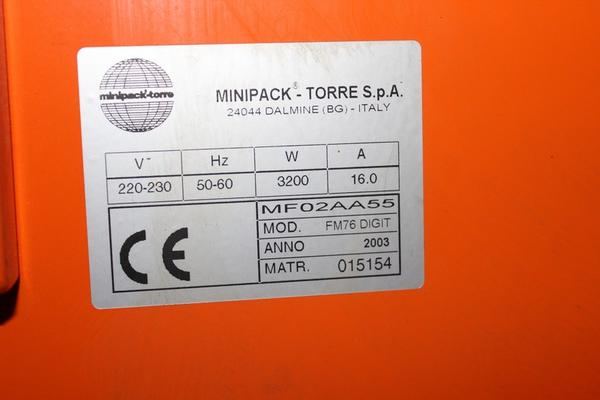 minipack-torre
MINIPACK® - TORRE S.p.A.
24044 DALMINE (BG) - ITALY
V~ Hz W A
220-230 50-60 3200 16.0
CE
MF02AA55
MOD. FM76 DIGIT
ANNO 2003
MATR. 015154